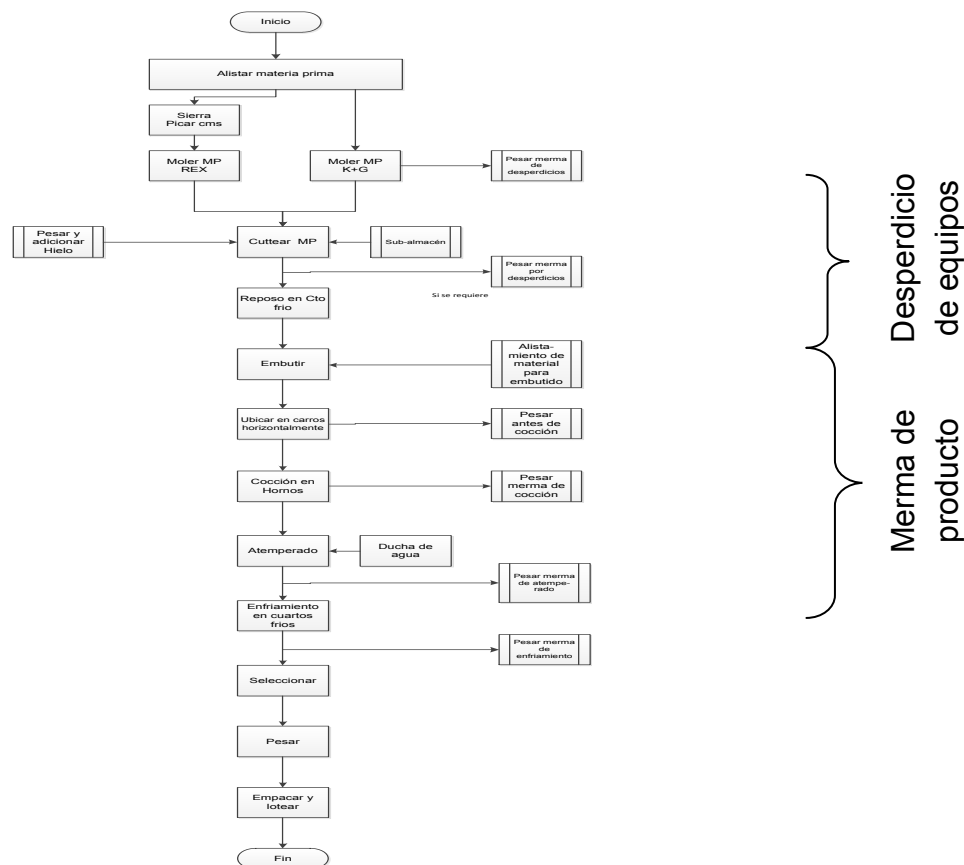 Inicio
Alistar materia prima
Sierra
Picar cms
Moler MP
REX
Moler MP
K+G
Pesar merma
de
desperdicios
Pesar y
adicionar
Hielo
Cuttear MP
Sub-almacén
Pesar merma
por
desperdicios
Si se requiere
Reposo en Cto
frio
Embutir
Alista-
miento de
material
para
embutido
Ubicar en carros
horizontalmente
Pesar
antes de
cocción
Cocción en
Hornos
Pesar
merma de
cocción
Atemperado
Ducha de
agua
Pesar merma
de atempe-
rado
Enfriamiento
en cuartos
frios
Pesar merma
de
enfriamiento
Seleccionar
Pesar
Empacar y
lotear
Fin
Desperdicio
de equipos
Merma de
producto